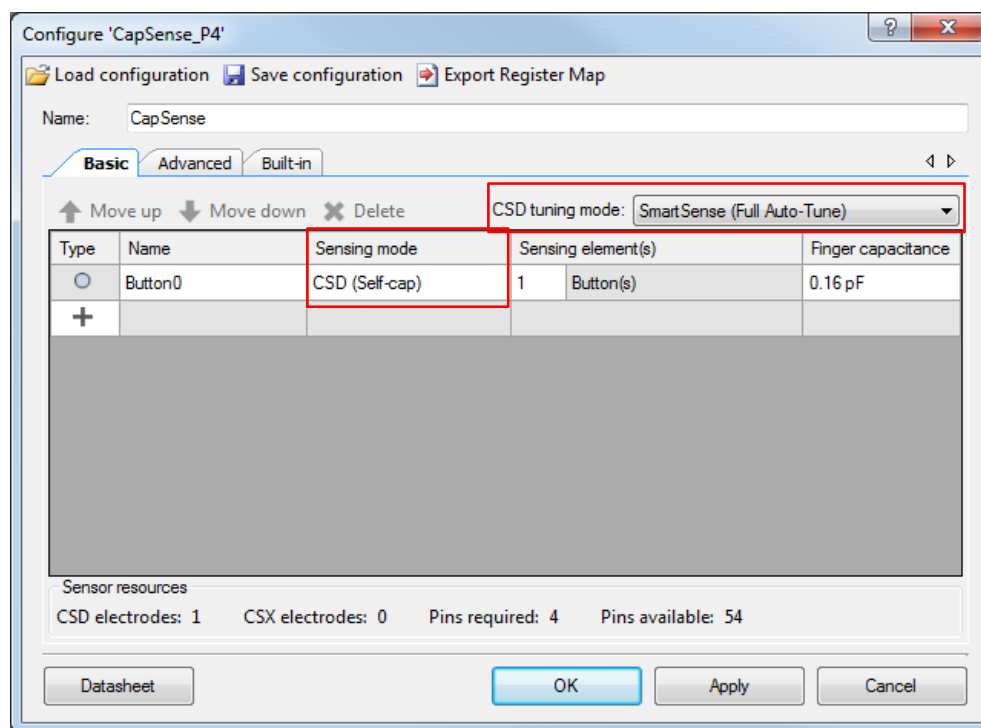 Configure 'CapSense_P4'
Load configuration Save configuration Export Register Map
Name: CapSense
Basic Advanced Built-in
Move up Move down Delete CSD tuning mode: SmartSense (Full Auto-Tune)
Type Name Sensing mode Sensing element(s) Finger capacitance
Button0 CSD (Self-cap) 1 Button(s) 0.16 pF
Sensor resources
CSD electrodes: 1 CSX electrodes: 0 Pins required: 4 Pins available: 54
Datasheet OK Apply Cancel